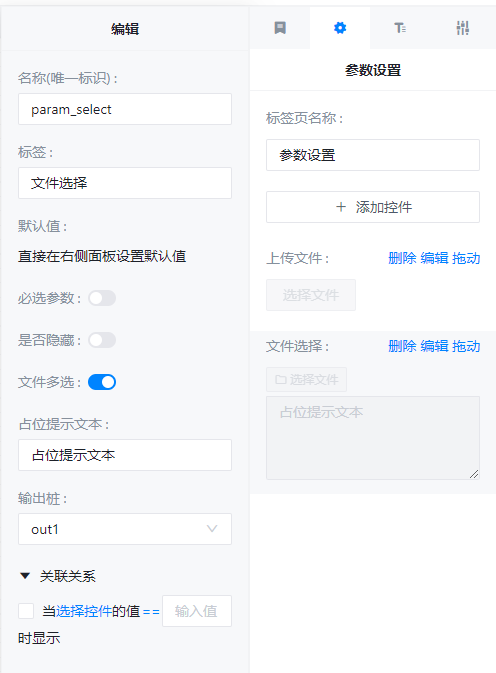 编辑
名称(唯一标识) :
param_select
标签 :
文件选择
默认值 :
直接在右侧面板设置默认值
必选参数 :
是否隐藏 :
文件多选 :
占位提示文本 :
占位提示文本
输出桩 :
out1
关联关系
当选择控件的值 == 输入值
时显示
参数设置
标签页名称 :
参数设置
+ 添加控件
上传文件 : 删除 编辑 拖动
选择文件
文件选择 : 删除 编辑 拖动
选择文件
占位提示文本